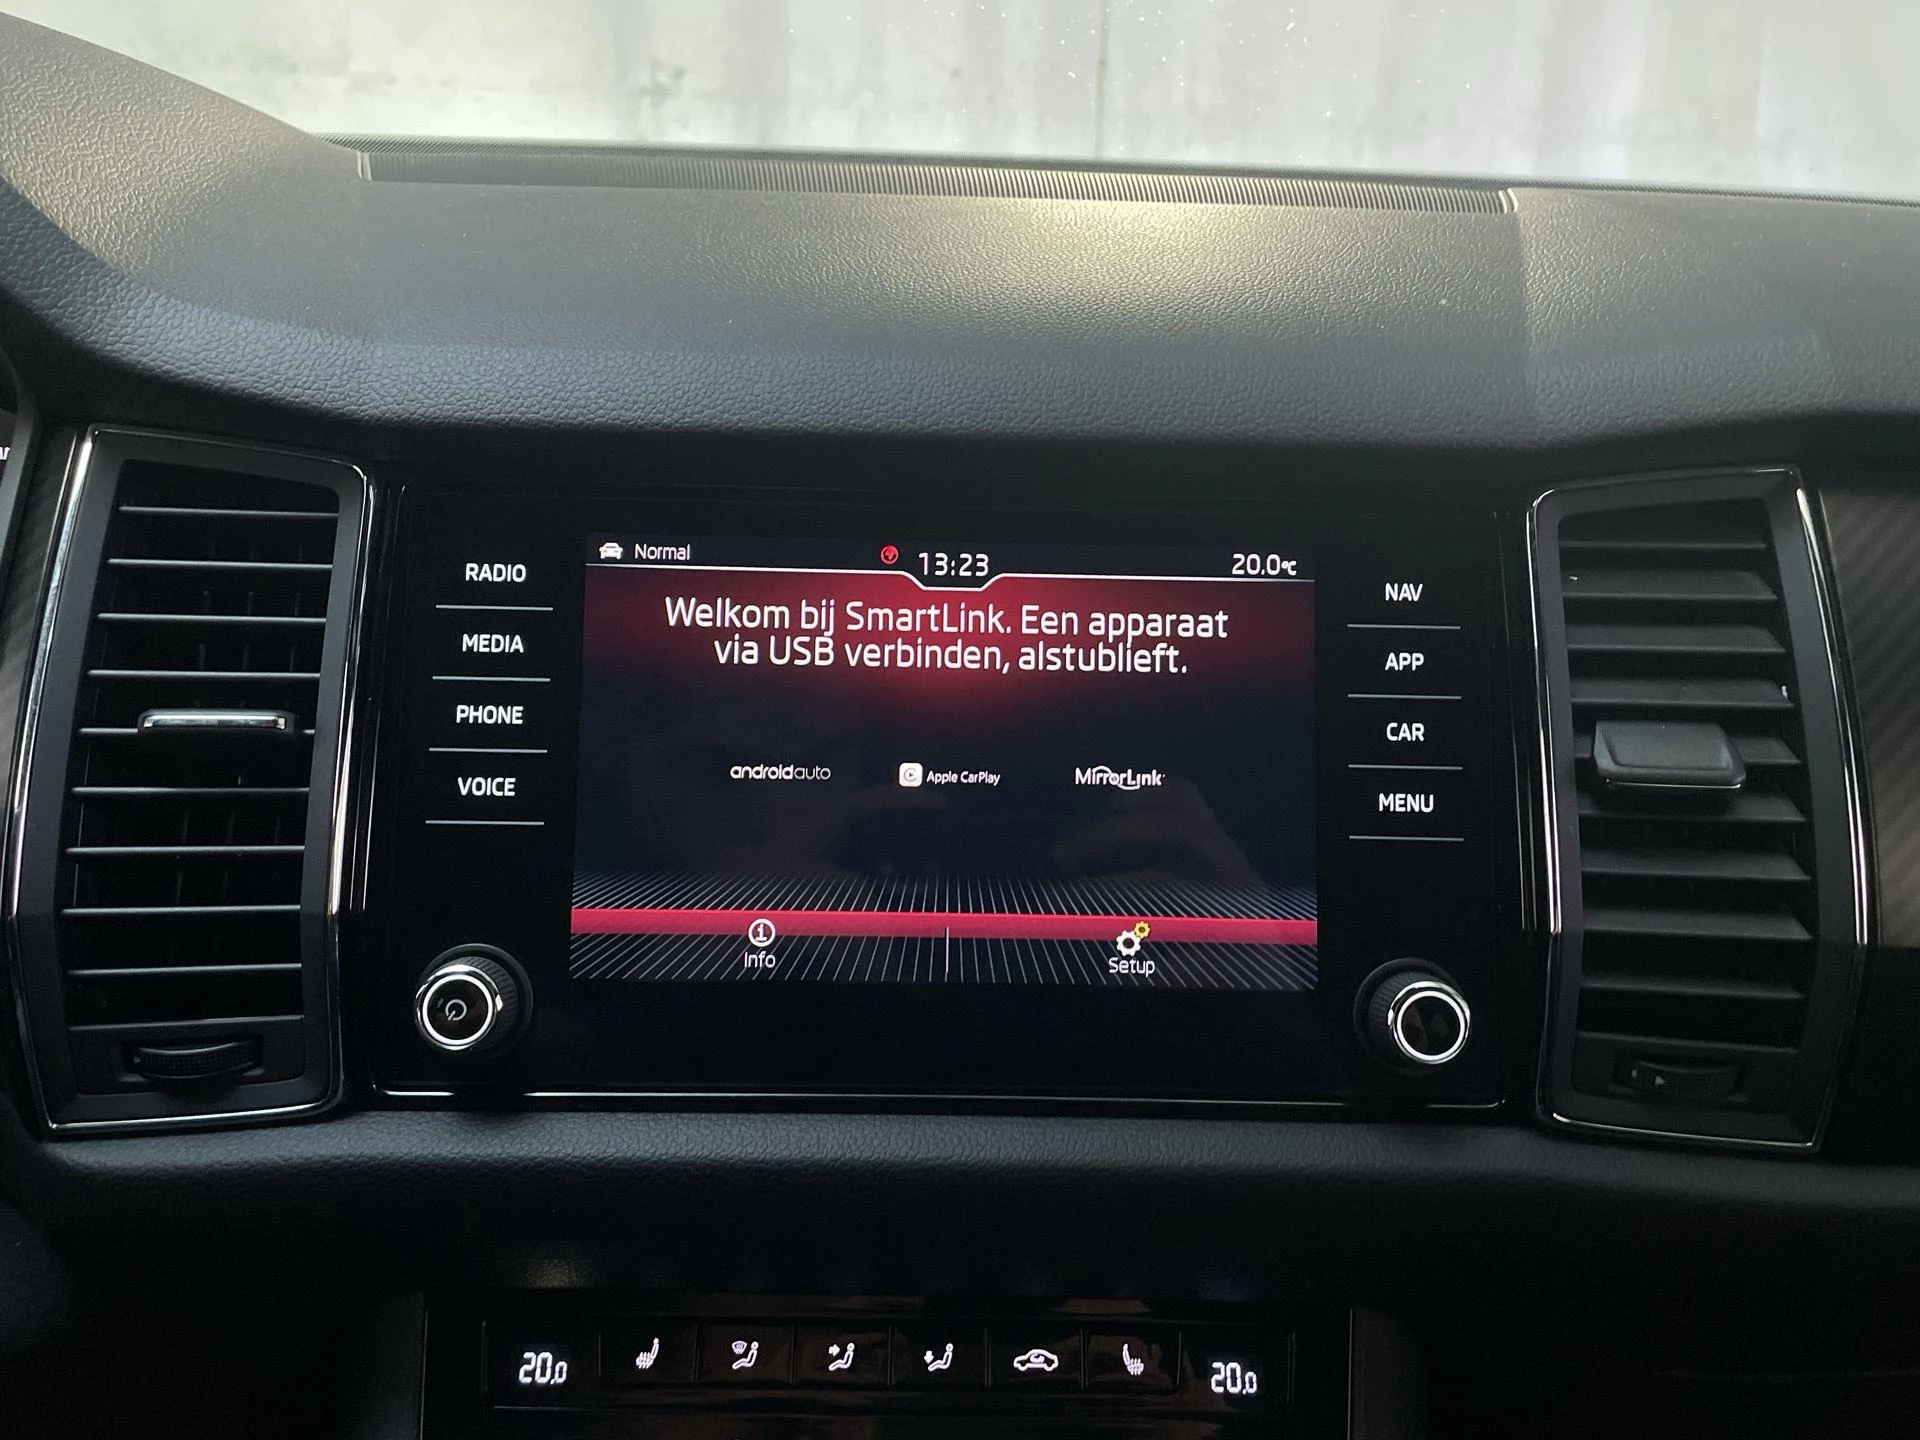 Normal
13:23
20.0°C
Welkom bij SmartLink. Een apparaat
via USB verbinden, alstublieft.
androidauto
Apple CarPlay
MirrorLink
Info
Setup
RADIO
MEDIA
PHONE
VOICE
NAV
APP
CAR
MENU
20.0
20.0